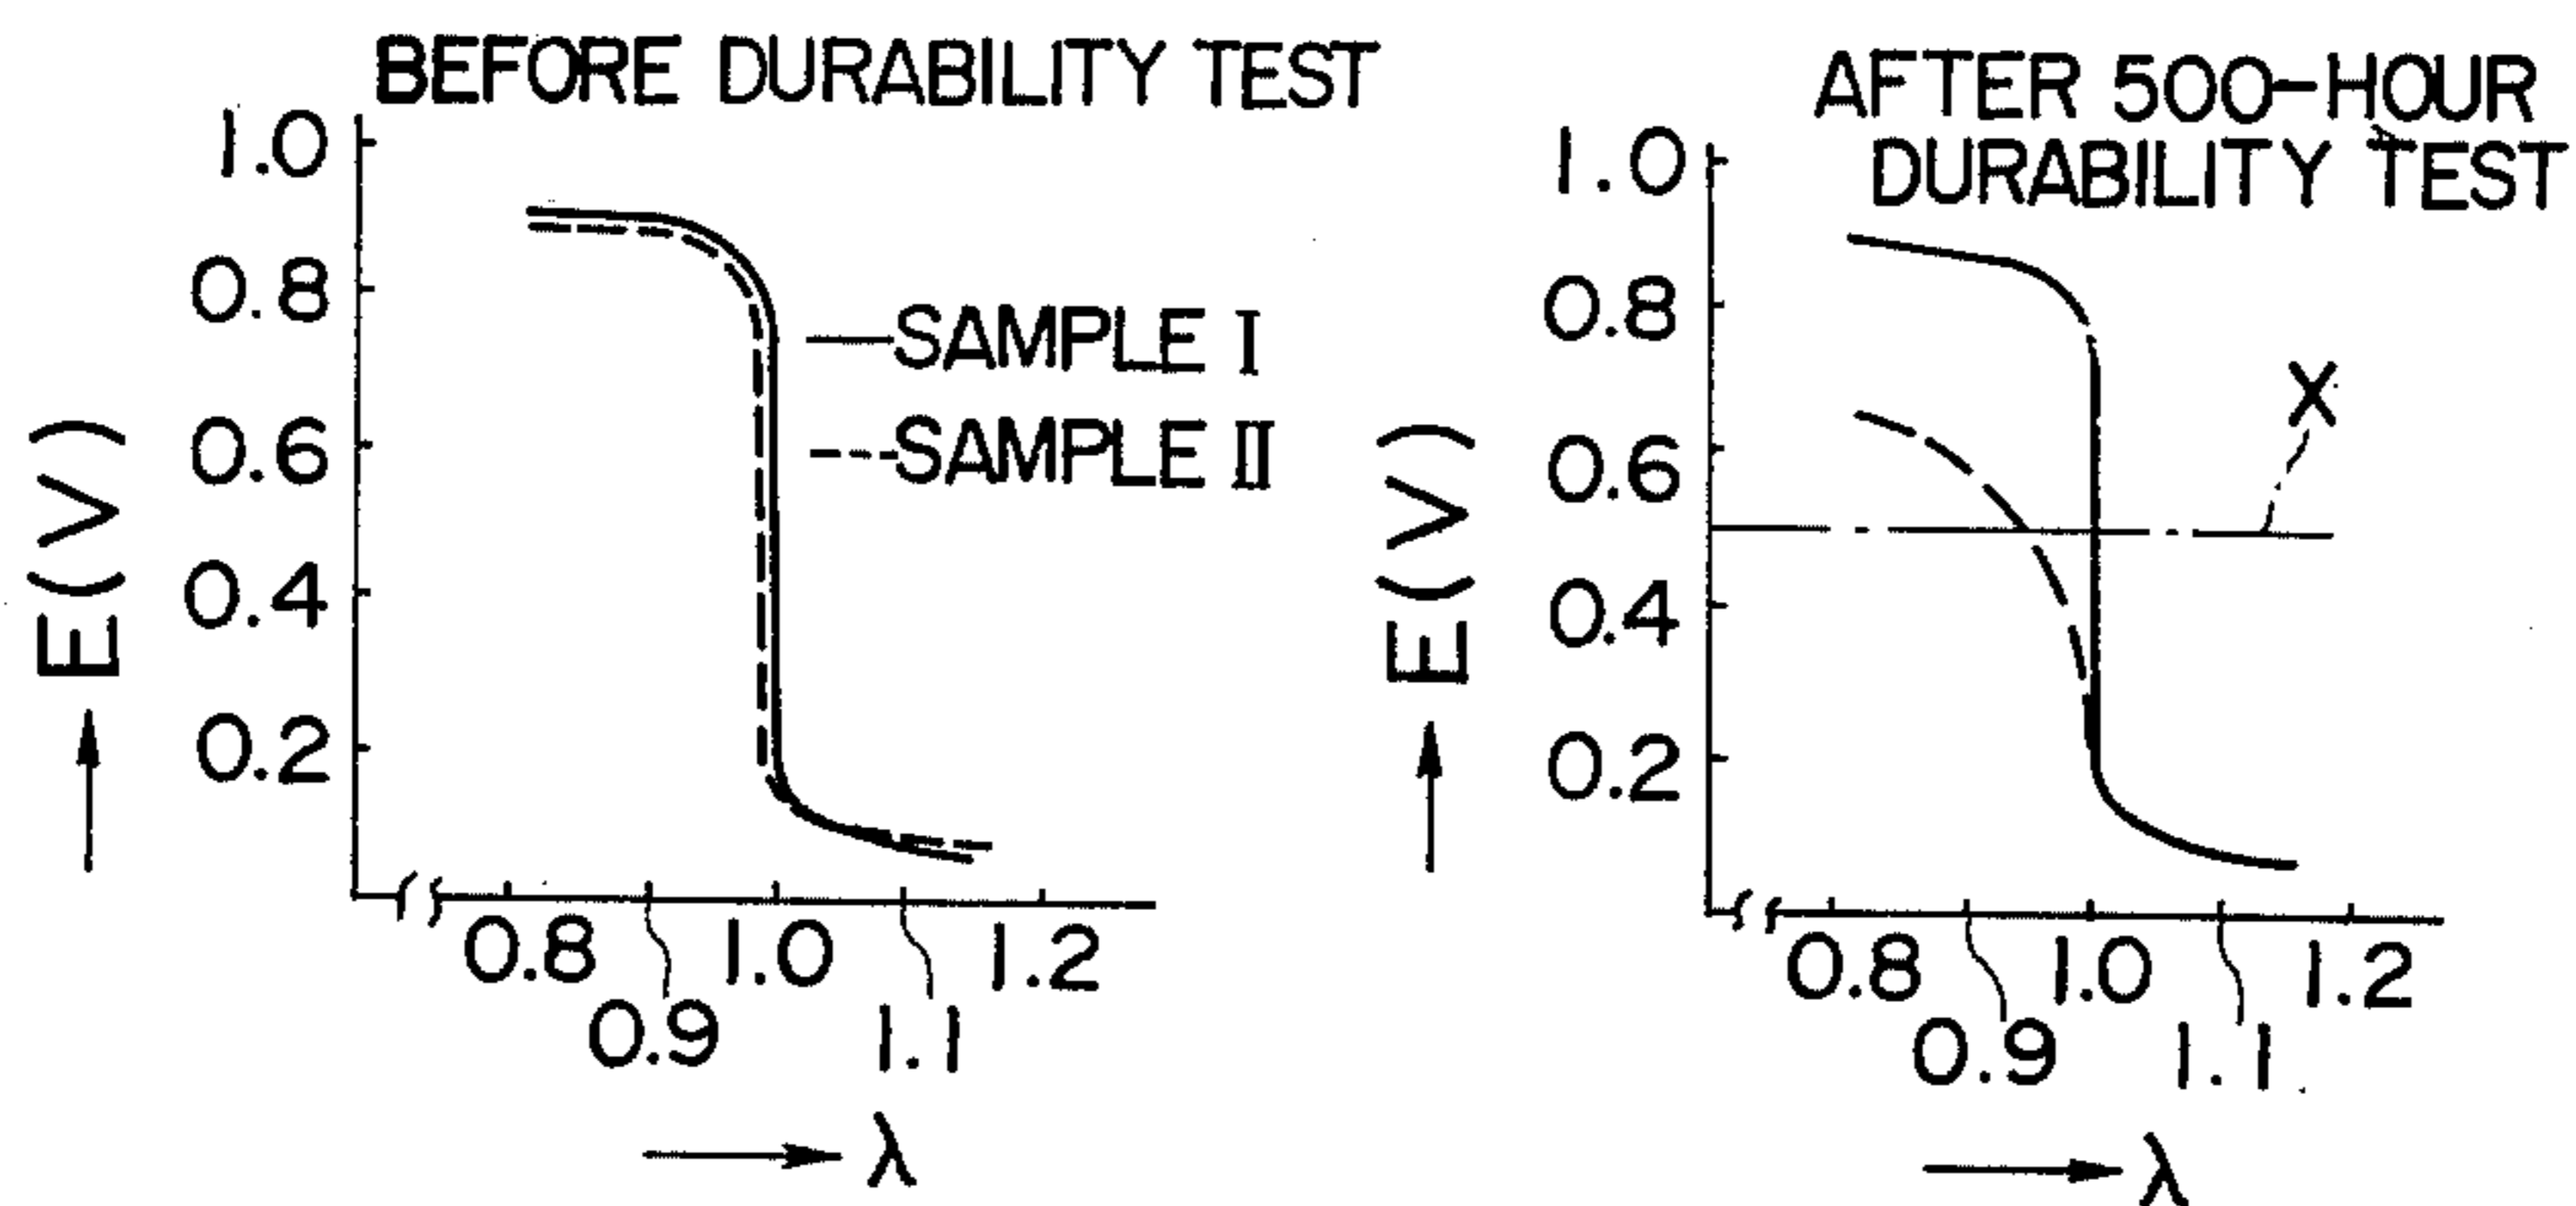 BEFORE DURABILITY TEST
1.0
0.8
0.6
0.4
0.2
E(V)
SAMPLE I
SAMPLE II
0.8
1.0
1.2
0.9
1.1
λ
AFTER 500-HOUR
DURABILITY TEST
1.0
0.8
0.6
0.4
0.2
E(V)
X
0.8
1.0
1.2
0.9
1.1
λ